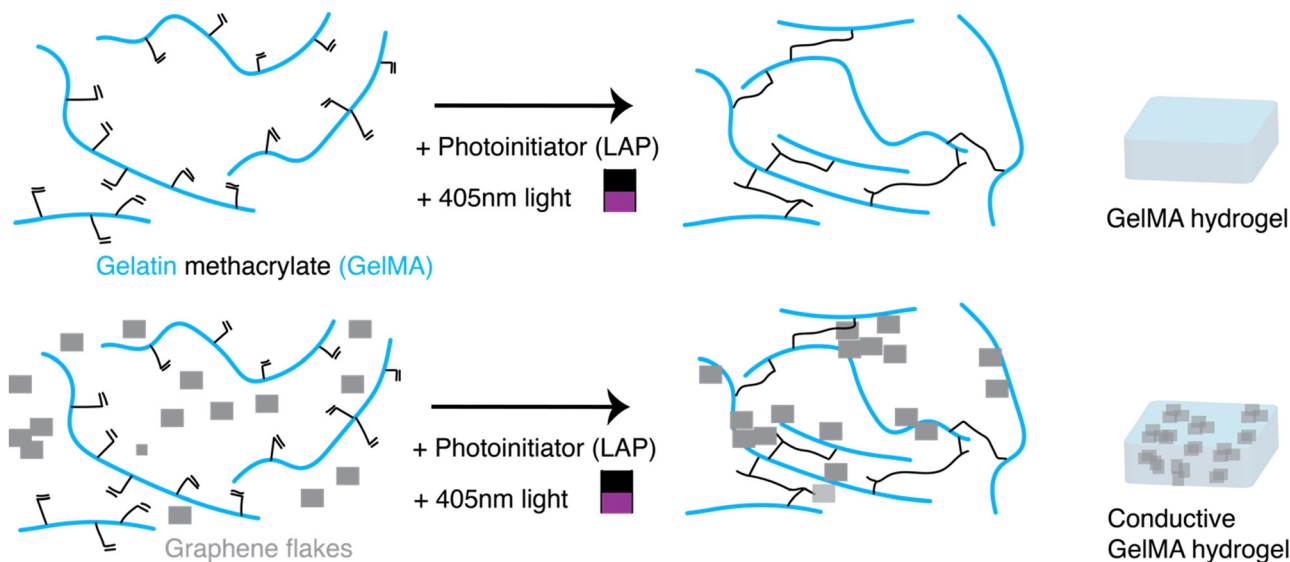 + Photoinitiator (LAP)
+ 405nm light
GelMA hydrogel
Gelatin methacrylate (GelMA)
+ Photoinitiator (LAP)
+ 405nm light
Graphene flakes
Conductive
GelMA hydrogel